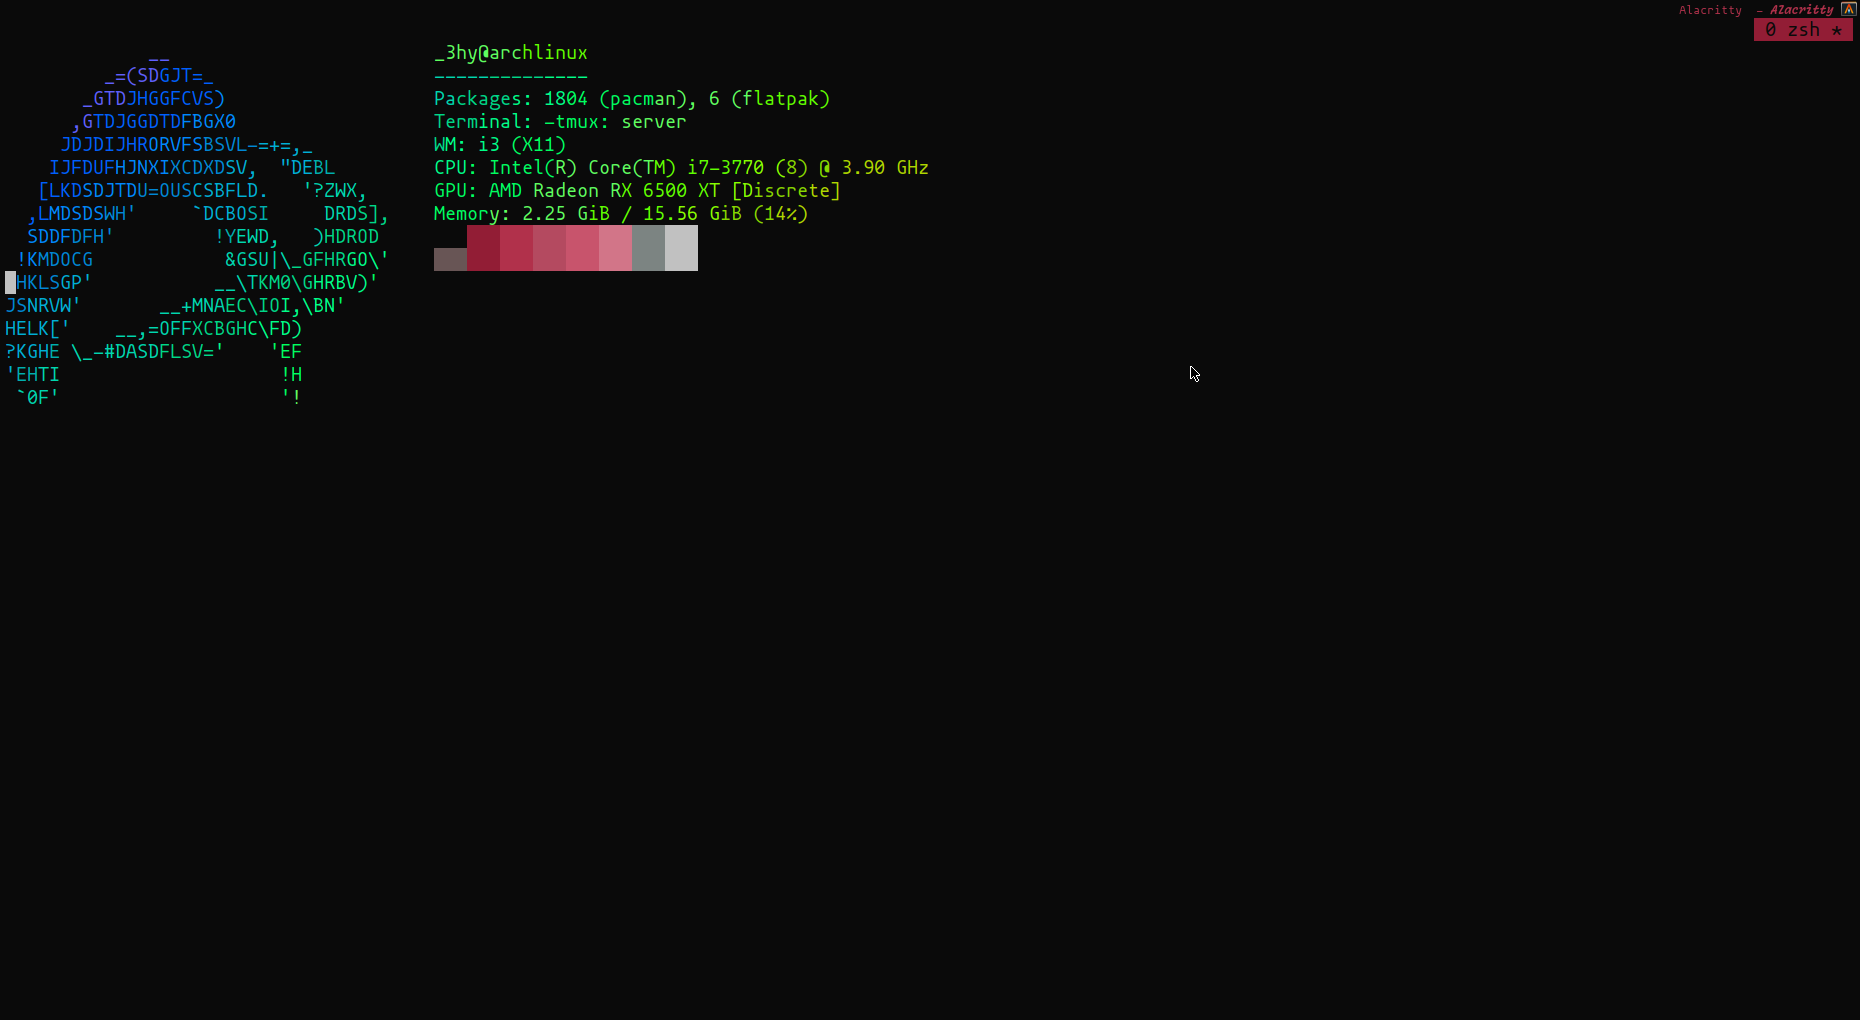 Alacritty - Alacritty
0 zsh *
__
_=(SDGJT=_
_GTDJHGGFCVS)
,GTDJGGDTDFBGX0
JDJDIJHRORVFSBSVL-=+=,_
IJFDUFHJNXIXCDXDSV, "DEBL
[LKDSDJTDU=OUSCSBFLD. '?ZWX,
,LMDSDSWH' `DCBOSI DRDS],
SDDFDFH' !YEWD, )HDROD
!KMDOCG &GSU|\_GFHRGO\'
HKLSGP' __\TKM0\GHRBV)'
JSNRVW' __+MNAEC\IOI,\BN'
HELK[' __,=OFFXCBGHC\FD)
?KGHE \_-#DASDFLSV=' 'EF
'EHTI !H
`0F' '!
_3hy@archlinux
--------------
Packages: 1804 (pacman), 6 (flatpak)
Terminal: -tmux: server
WM: i3 (X11)
CPU: Intel(R) Core(TM) i7-3770 (8) @ 3.90 GHz
GPU: AMD Radeon RX 6500 XT [Discrete]
Memory: 2.25 GiB / 15.56 GiB (14%)